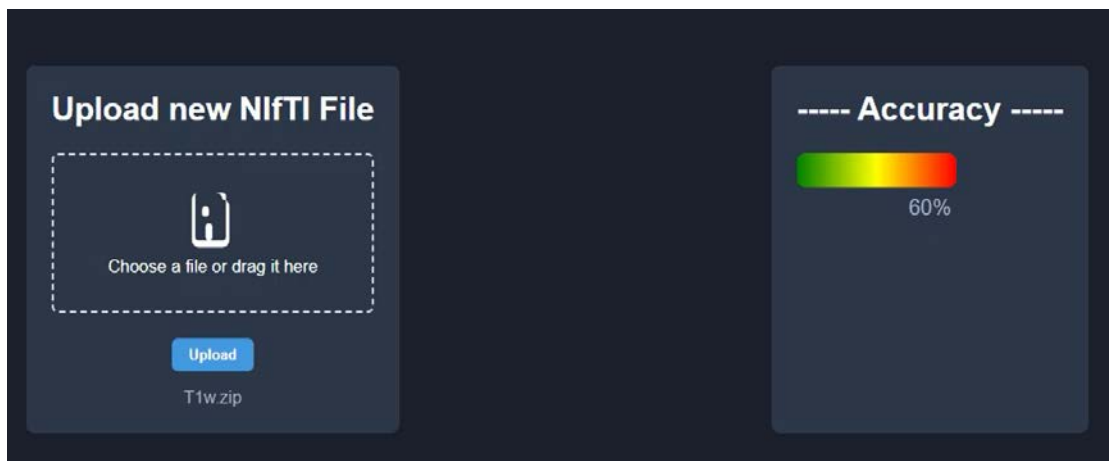 Upload new NIfTI File
Choose a file or drag it here
Upload
T1w.zip
----- Accuracy -----
60%